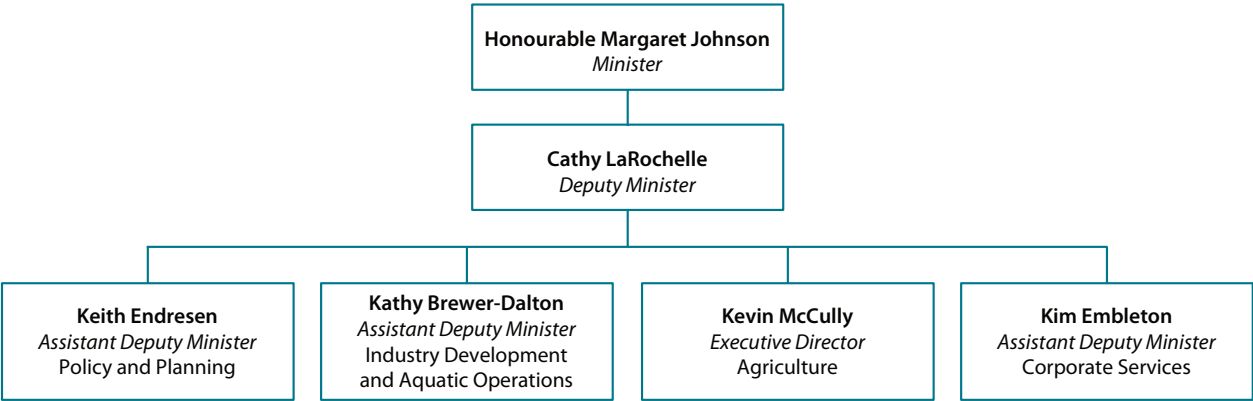 Honourable Margaret Johnson
Minister
Cathy LaRochelle
Deputy Minister
Keith Endresen
Assistant Deputy Minister
Policy and Planning
Kathy Brewer-Dalton
Assistant Deputy Minister
Industry Development
and Aquatic Operations
Kevin McCully
Executive Director
Agriculture
Kim Embleton
Assistant Deputy Minister
Corporate Services